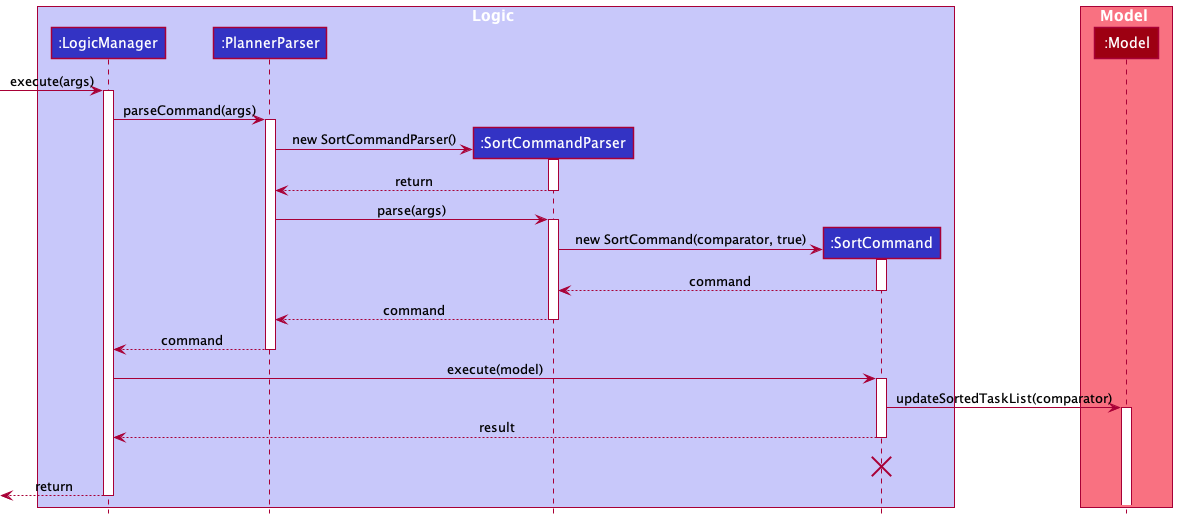 Logic
Model
:LogicManager
:PlannerParser
:Model
execute(args)
parseCommand(args)
new SortCommandParser()
:SortCommandParser
return
parse(args)
new SortCommand(comparator, true)
:SortCommand
command
command
command
execute(model)
updateSortedTaskList(comparator)
result
return